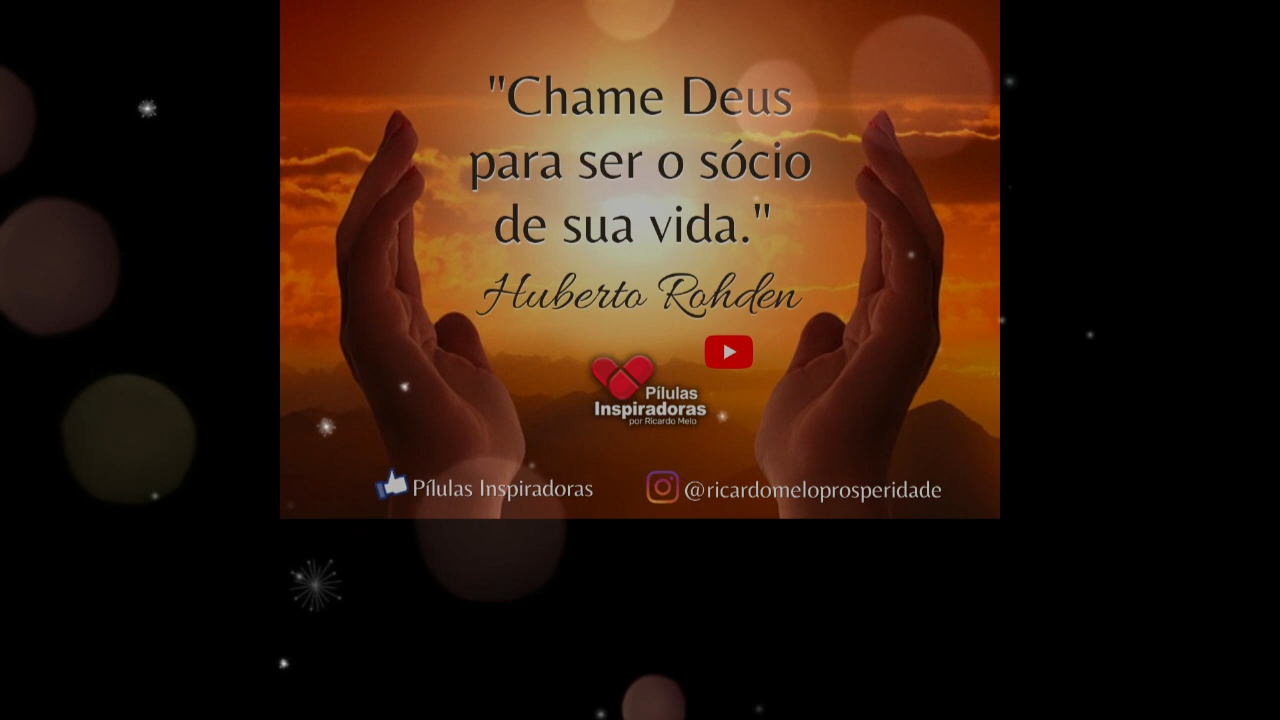 "Chame Deus
para ser o sócio
de sua vida."
Huberto Rohden
Pílulas
Inspiradoras
por Ricardo Melo
Pílulas Inspiradoras
@ricardomeloprosperidade